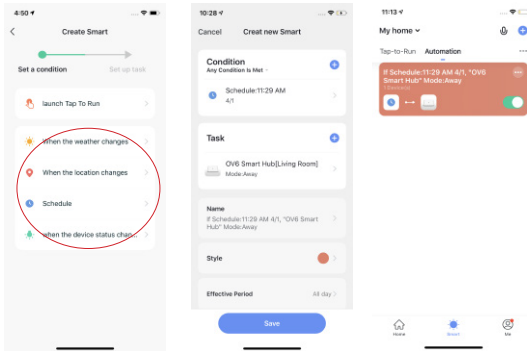 4:50
Create Smart
Set a condition
Set up task
launch Tap To Run
When the weather changes
When the location changes
Schedule
when the device status chan...
10:28
Cancel
Creat new Smart
Condition
Any Condition Is Met
Schedule:11:29 AM
4/1
Task
OV6 Smart Hub[Living Room]
Mode:Away
Name
If Schedule:11:29 AM 4/1, "OV6 Smart
Hub" Mode:Away
Style
Effective Period
All day
Save
11:13
My home
Tap-to-Run
Automation
If Schedule:11:29 AM 4/1, "OV6
Smart Hub" Mode:Away
Home
Smart
Me